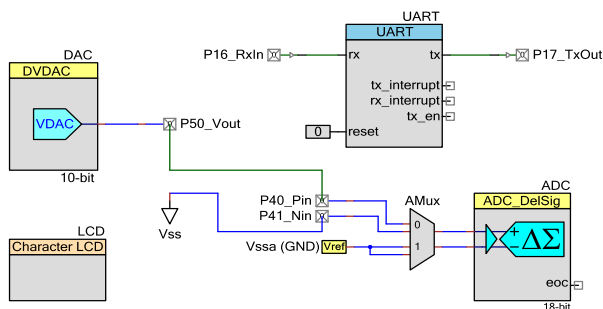 UART
UART
P16_RxIn
rx
tx
P17_TxOut
tx_interrupt
rx_interrupt
tx_en
0
reset
DAC
DVDAC
VDAC
P50_Vout
10-bit
P40_Pin
P41_Nin
Vss
AMux
0
1
Vssa (GND)
Vref
ADC
ADC_DelSig
+
−
ΔΣ
eoc
18-bit
LCD
Character LCD